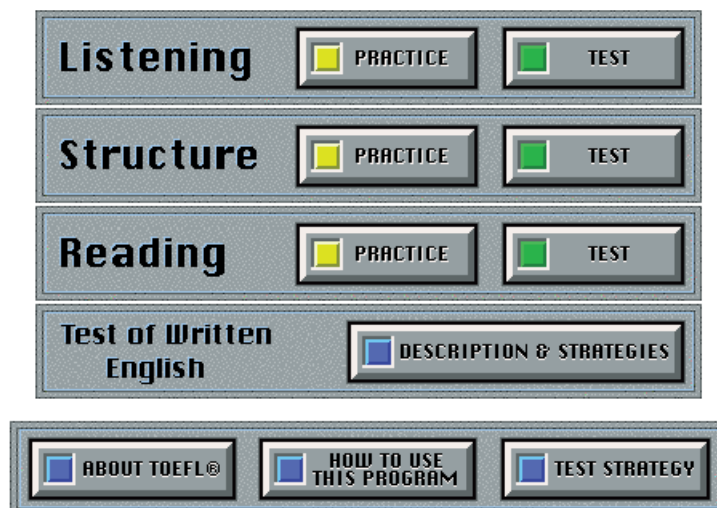 Listening PRACTICE TEST
Structure PRACTICE TEST
Reading PRACTICE TEST
Test of Written
English
DESCRIPTION & STRATEGIES
ABOUT TOEFL®
HOW TO USE
THIS PROGRAM
TEST STRATEGY